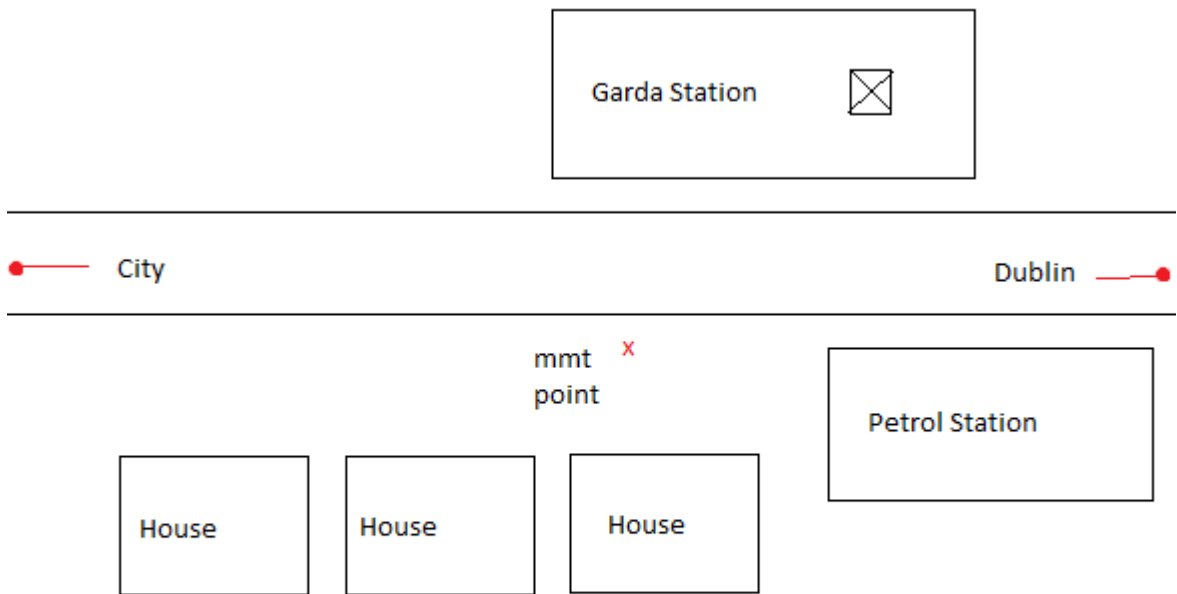 Garda Station
City
Dublin
mmt x
point
Petrol Station
House
House
House